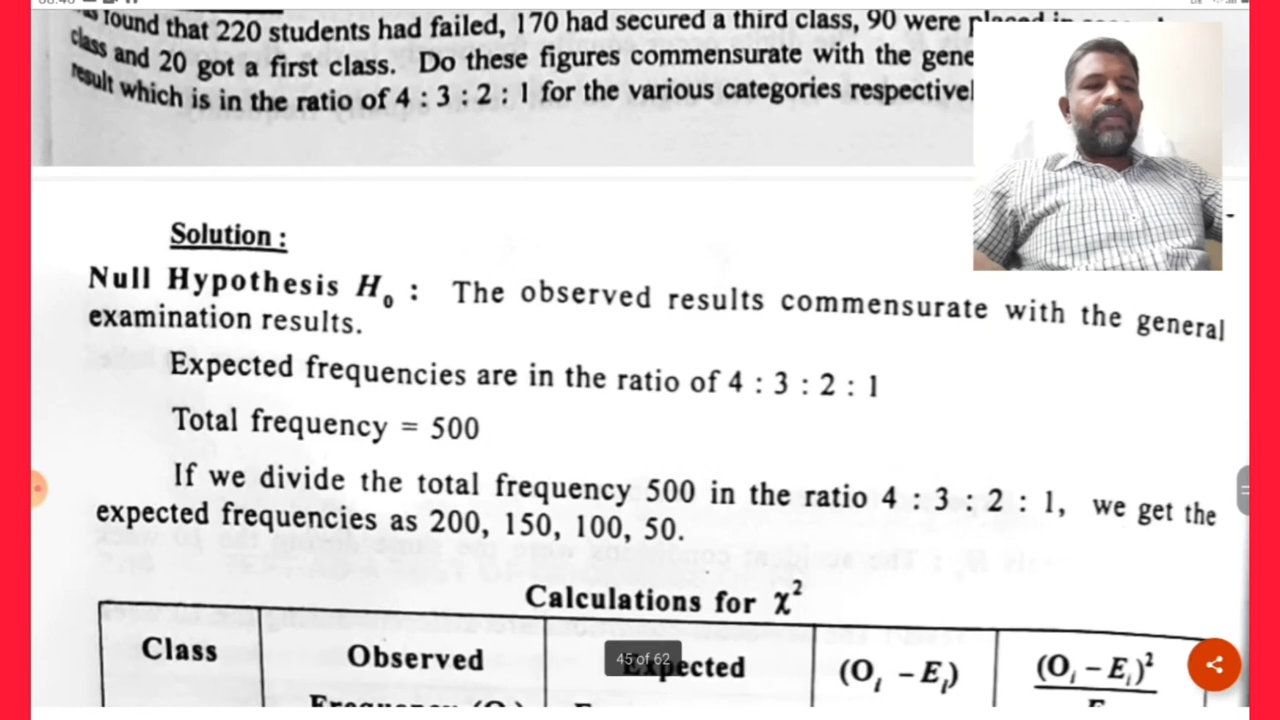 found that 220 students had failed, 170 had secured a third class, 90 were placed in
class and 20 got a first class. Do these figures commensurate with the gene
result which is in the ratio of 4 : 3 : 2 : 1 for the various categories respectivel
Solution :
Null Hypothesis H₀ : The observed results commensurate with the general
examination results.
Expected frequencies are in the ratio of 4 : 3 : 2 : 1
Total frequency = 500
If we divide the total frequency 500 in the ratio 4 : 3 : 2 : 1, we get the
expected frequencies as 200, 150, 100, 50.
Calculations for χ²
Class Observed Expected (Oᵢ − Eᵢ) (Oᵢ − Eᵢ)²
45 of 62